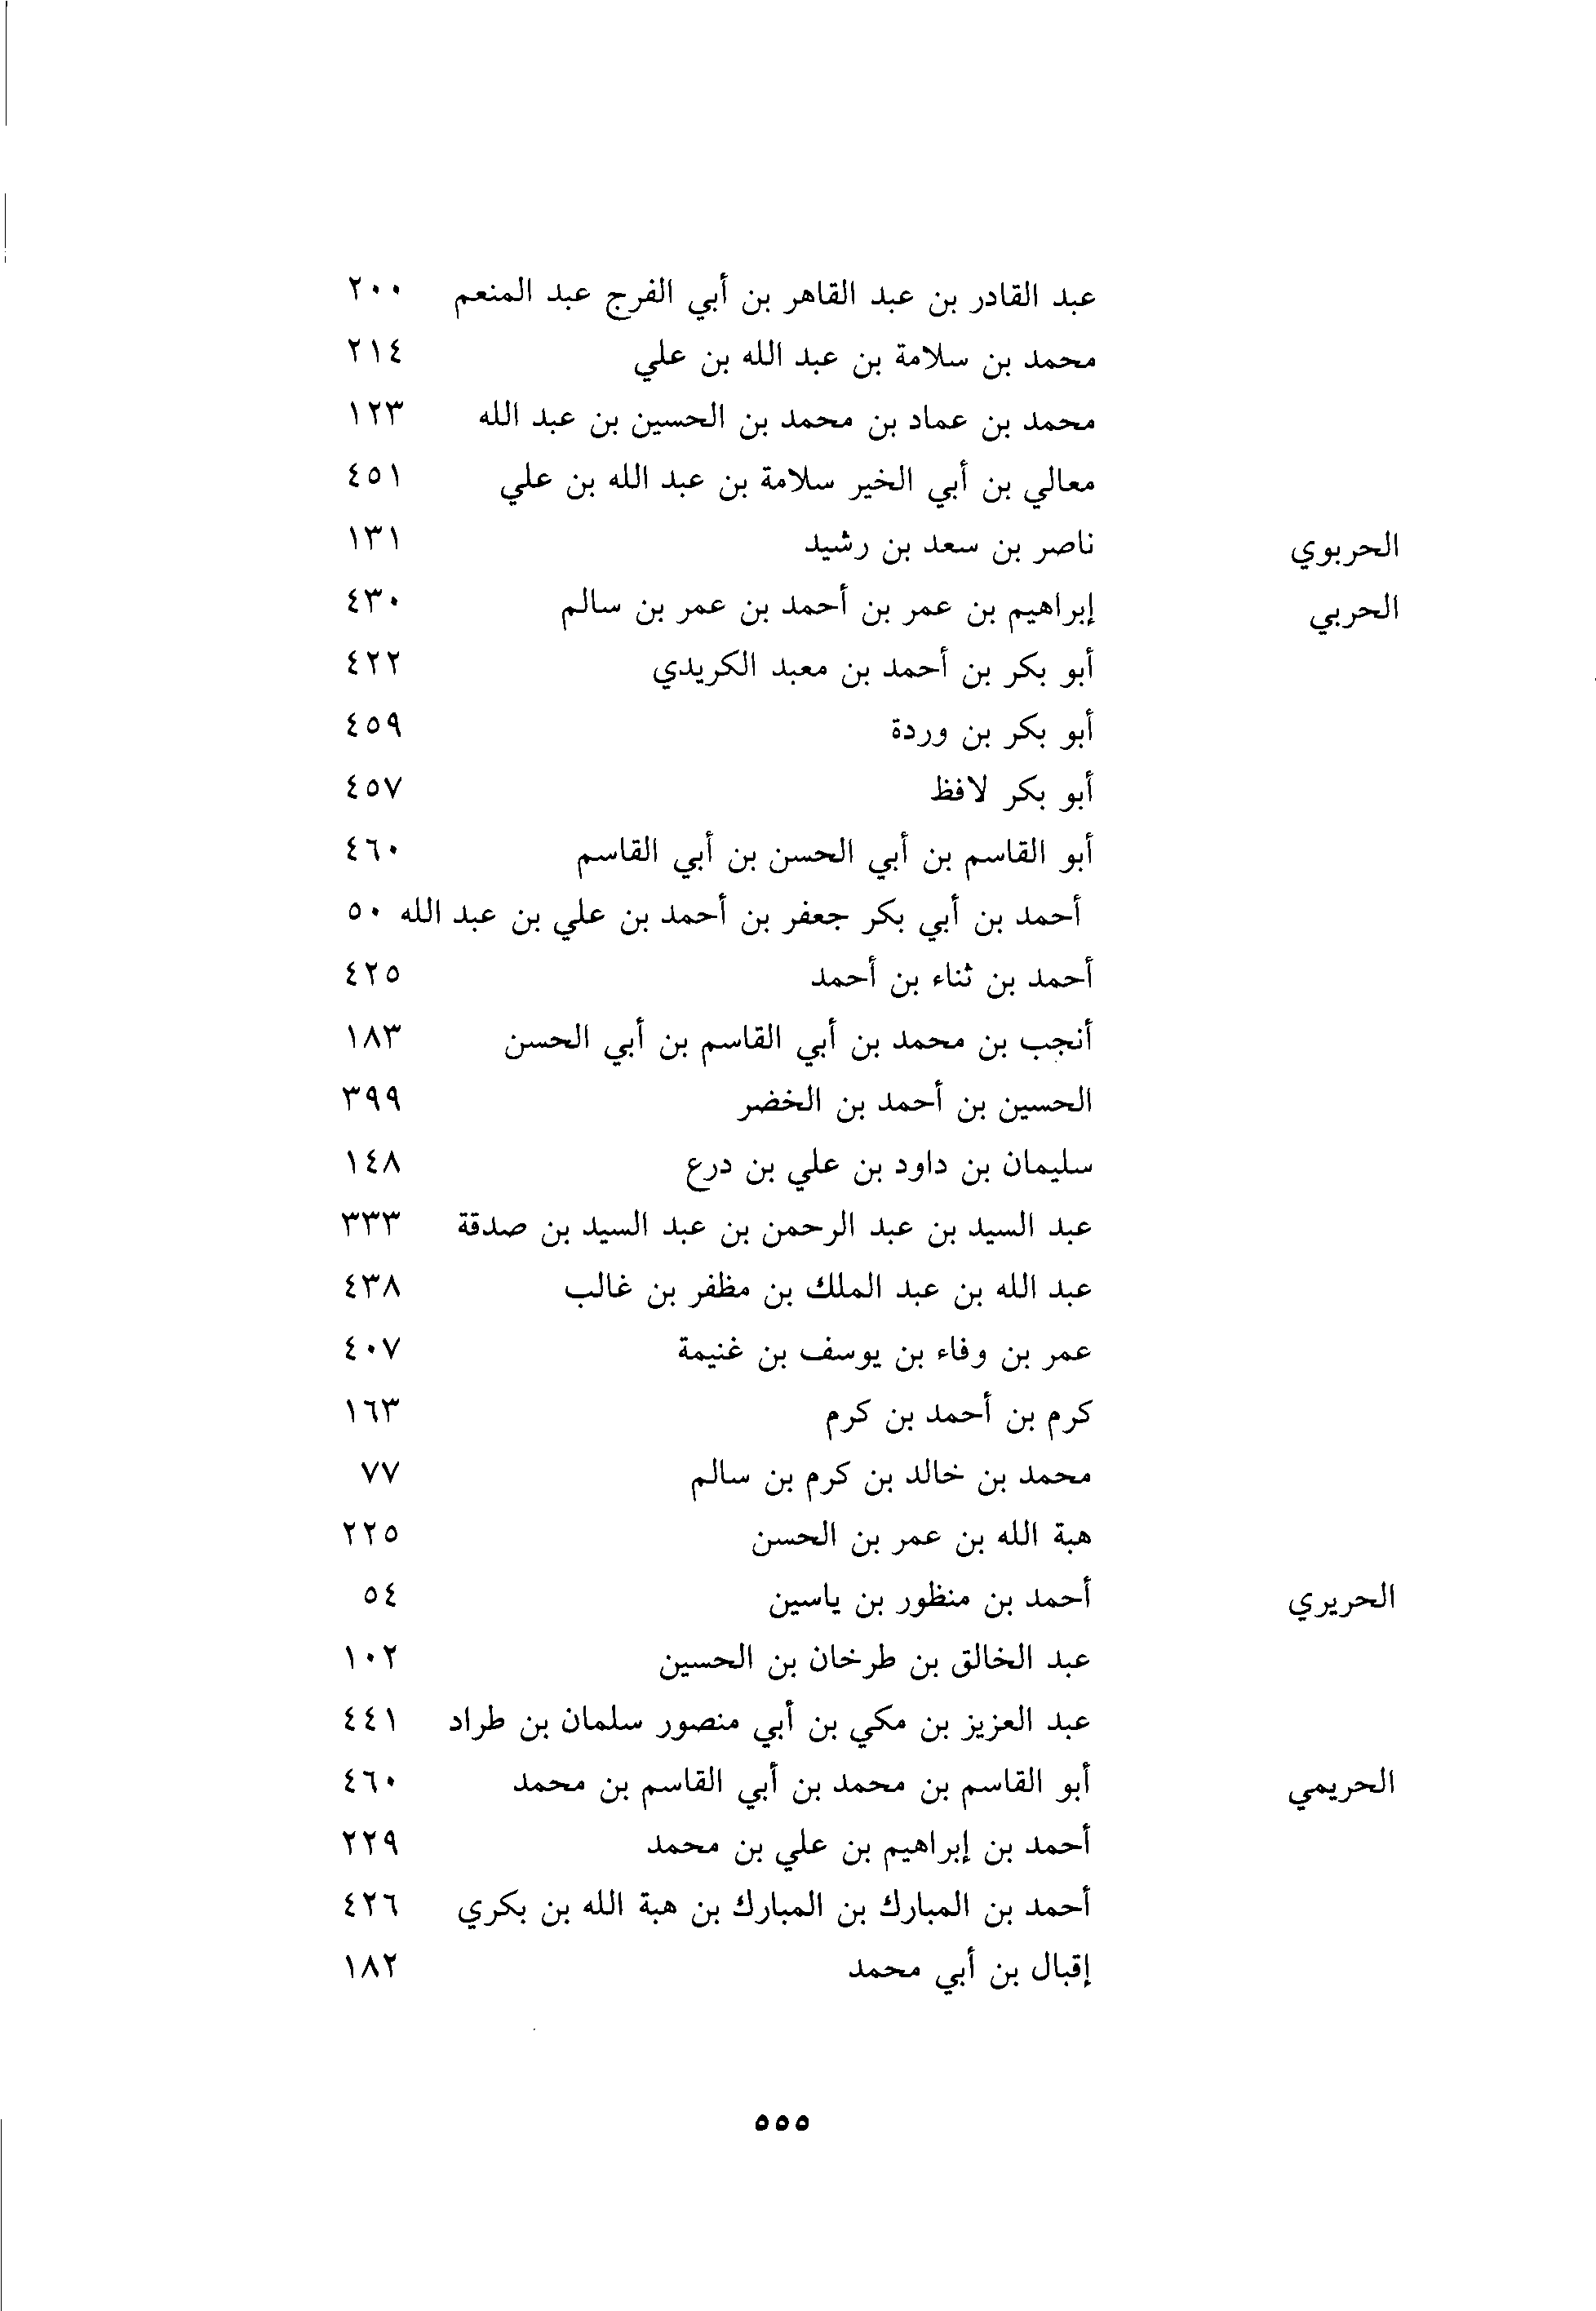 عبد القادر بن عبد القاهر بن أبي الفرج عبد المنعم ٢٠٠
محمد بن سلامة بن عبد الله بن علي ٢١٤
محمد بن عماد بن محمد بن الحسين بن عبد الله ١٢٣
معالي بن أبي الخير سلامة بن عبد الله بن علي ٤٥١
الحربوي ناصر بن سعد بن رشيد ١٣١
الحربي إبراهيم بن عمر بن أحمد بن عمر بن سالم ٤٣٠
أبو بكر بن أحمد بن معبد الكريدي ٤٢٢
أبو بكر بن وردة ٤٥٩
أبو بكر لافظ ٤٥٧
أبو القاسم بن أبي الحسن بن أبي القاسم ٤٦٠
أحمد بن أبي بكر جعفر بن أحمد بن علي بن عبد الله ٥٠
أحمد بن ثناء بن أحمد ٤٢٥
أنجب بن محمد بن أبي القاسم بن أبي الحسن ١٨٣
الحسين بن أحمد بن الخضر ٣٩٩
سليمان بن داود بن علي بن درع ١٤٨
عبد السيد بن عبد الرحمن بن عبد السيد بن صدقة ٣٣٣
عبد الله بن عبد الملك بن مظفر بن غالب ٤٣٨
عمر بن وفاء بن يوسف بن غنيمة ٤٠٧
كرم بن أحمد بن كرم ١٦٣
محمد بن خالد بن كرم بن سالم ٧٧
هبة الله بن عمر بن الحسن ٢٢٥
الحريري أحمد بن منظور بن ياسين ٥٤
عبد الخالق بن طرخان بن الحسين ١٠٢
عبد العزيز بن مكي بن أبي منصور سلمان بن طراد ٤٤١
الحريمي أبو القاسم بن محمد بن أبي القاسم بن محمد ٤٦٠
أحمد بن إبراهيم بن علي بن محمد ٢٢٩
أحمد بن المبارك بن المبارك بن هبة الله بن بكري ٤٢٦
إقبال بن أبي محمد ١٨٢
٥٥٥